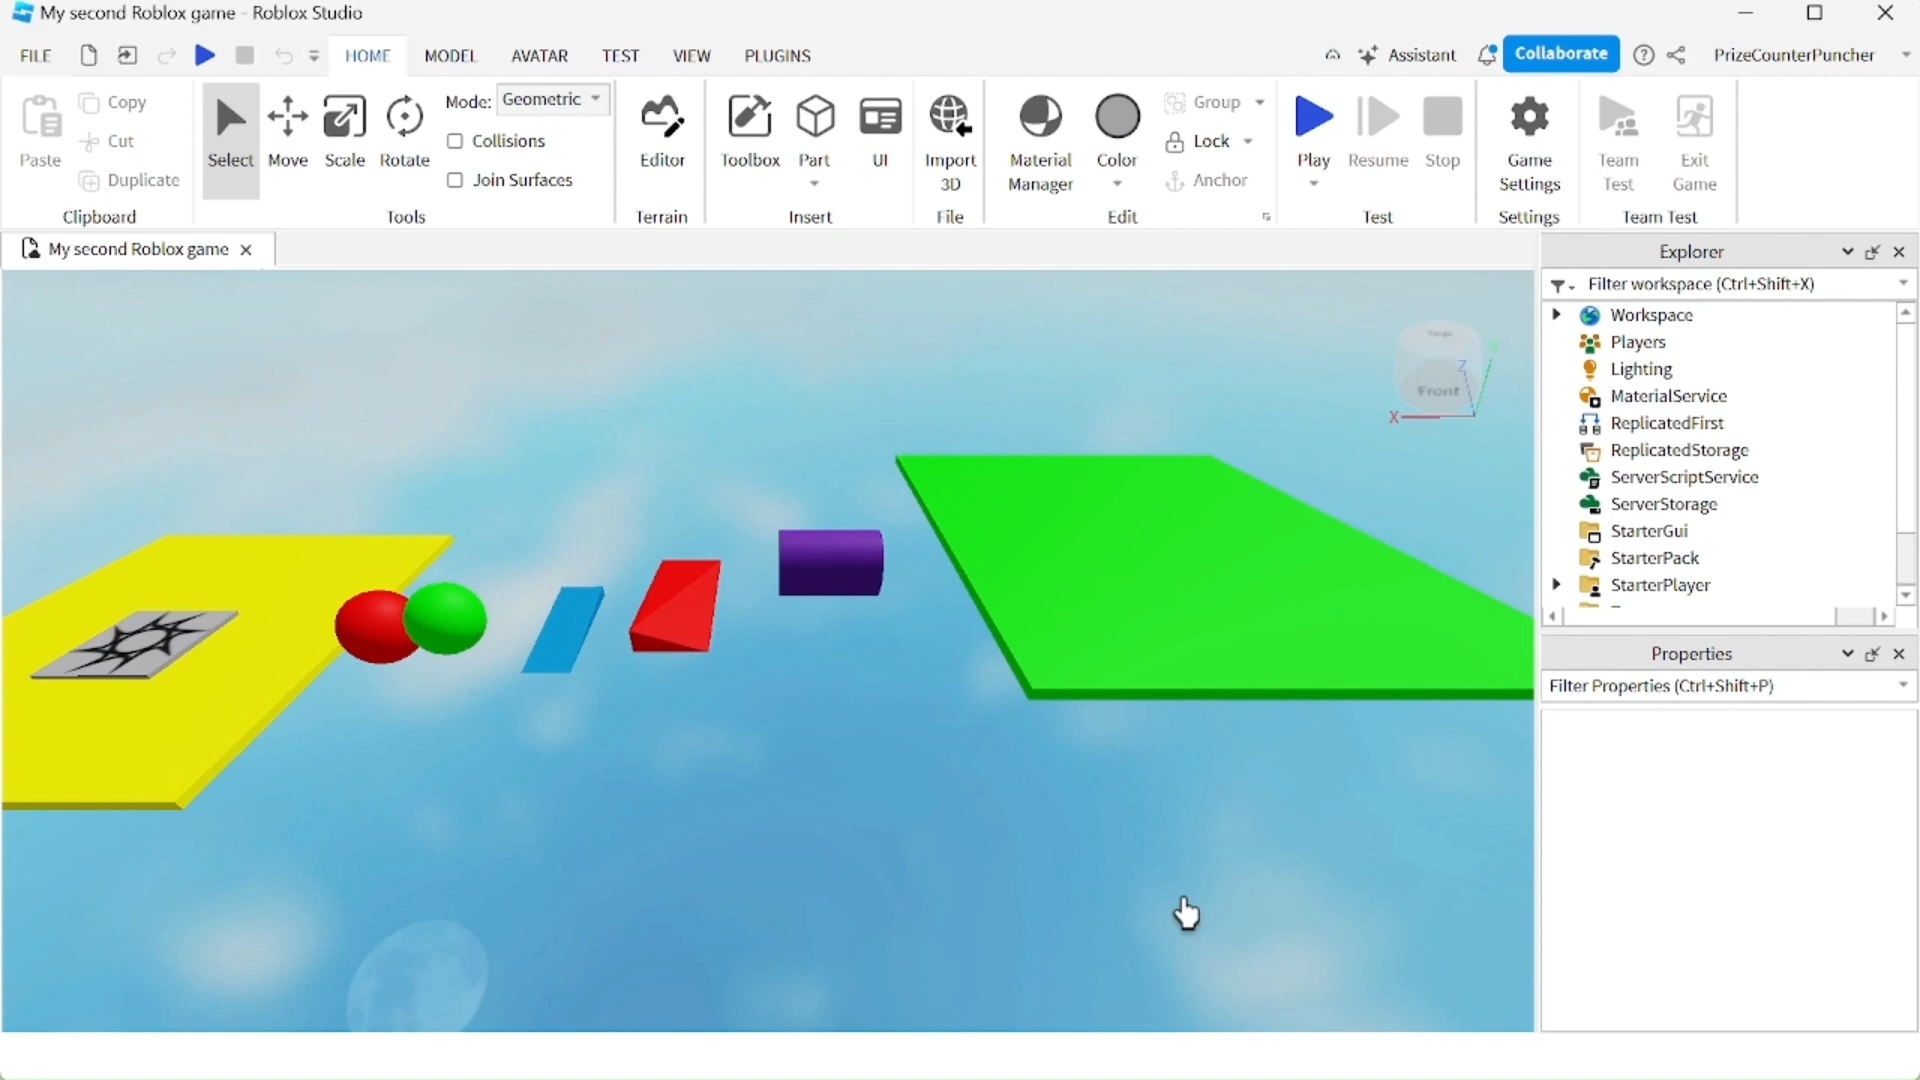 My second Roblox game - Roblox Studio
FILE HOME MODEL AVATAR TEST VIEW PLUGINS Assistant Collaborate PrizeCounterPuncher
Paste
Copy
Cut
Duplicate
Clipboard
Select Move Scale Rotate
Mode: Geometric
Collisions
Join Surfaces
Tools
Editor
Terrain
Toolbox Part UI
Insert
Import
3D
File
Material
Manager
Color
Group
Lock
Anchor
Edit
Play Resume Stop
Test
Game
Settings
Settings
Team
Test
Exit
Game
Team Test
My second Roblox game
Front
X
Z
Y
Explorer
Filter workspace (Ctrl+Shift+X)
Workspace
Players
Lighting
MaterialService
ReplicatedFirst
ReplicatedStorage
ServerScriptService
ServerStorage
StarterGui
StarterPack
StarterPlayer
Properties
Filter Properties (Ctrl+Shift+P)